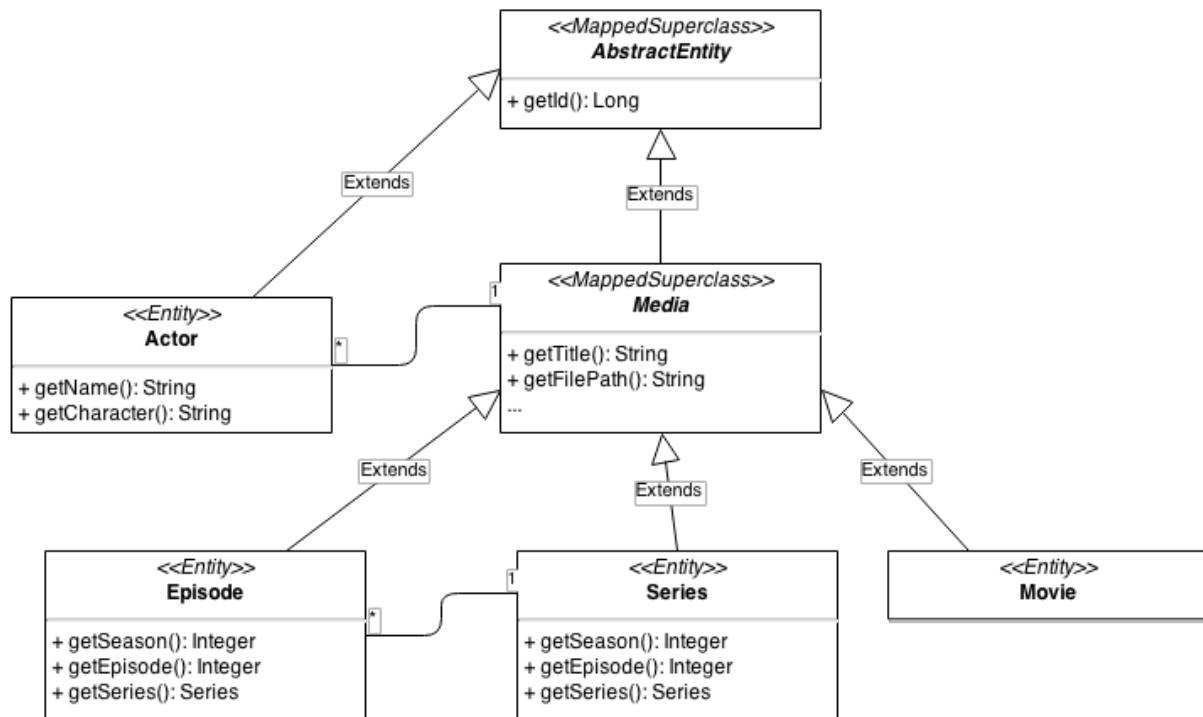 <<MappedSuperclass>>
AbstractEntity
+ getId(): Long
Extends
Extends
<<MappedSuperclass>>
Media
+ getTitle(): String
+ getFilePath(): String
...
1
*
<<Entity>>
Actor
+ getName(): String
+ getCharacter(): String
Extends
Extends
Extends
<<Entity>>
Episode
+ getSeason(): Integer
+ getEpisode(): Integer
+ getSeries(): Series
*
1
<<Entity>>
Series
+ getSeason(): Integer
+ getEpisode(): Integer
+ getSeries(): Series
<<Entity>>
Movie